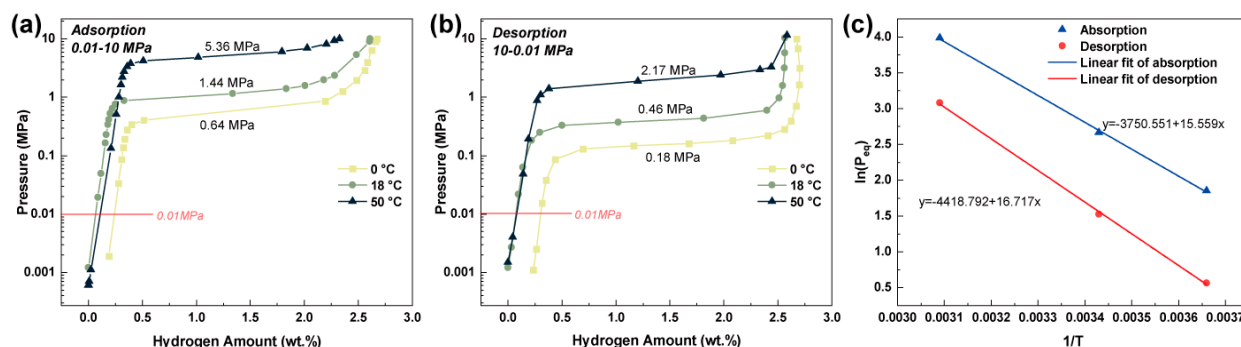 (a)
Adsorption
0.01-10 MPa
5.36 MPa
1.44 MPa
0.64 MPa
0 °C
18 °C
50 °C
0.01MPa
10
1
0.1
0.01
0.001
Pressure (MPa)
0.0 0.5 1.0 1.5 2.0 2.5 3.0
Hydrogen Amount (wt.%)
(b)
Desorption
10-0.01 MPa
2.17 MPa
0.46 MPa
0.18 MPa
0 °C
18 °C
50 °C
0.01MPa
10
1
0.1
0.01
0.001
Pressure (MPa)
0.0 0.5 1.0 1.5 2.0 2.5 3.0
Hydrogen Amount (wt.%)
(c)
Absorption
Desorption
Linear fit of absorption
Linear fit of desorption
y=-3750.551+15.559x
y=-4418.792+16.717x
4.0
3.5
3.0
2.5
2.0
1.5
1.0
0.5
ln(Peq)
0.0030 0.0031 0.0032 0.0033 0.0034 0.0035 0.0036 0.0037
1/T